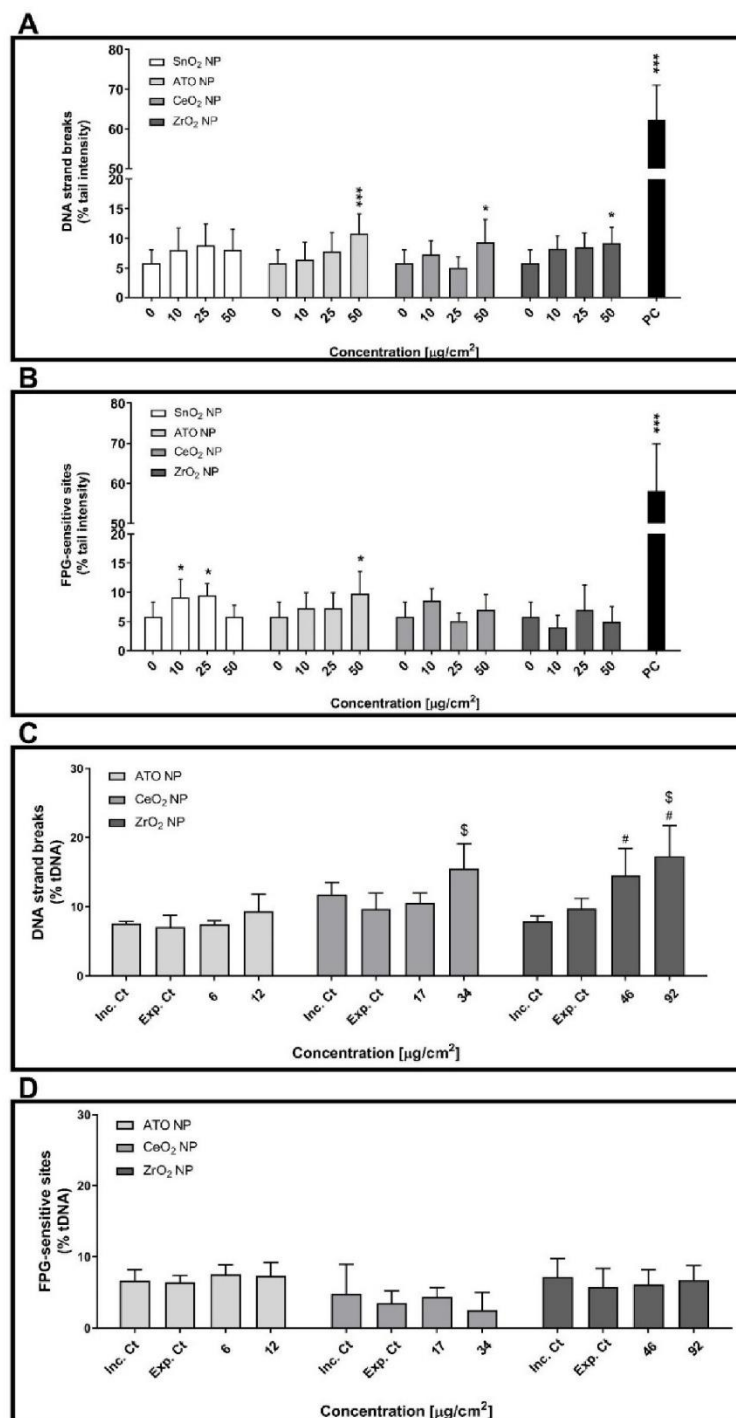 A
80
70
60
50
20
15
10
5
0
DNA strand breaks
(% tail intensity)
SnO₂ NP
ATO NP
CeO₂ NP
ZrO₂ NP
*** * * ***
0 10 25 50 0 10 25 50 0 10 25 50 0 10 25 50 PC
Concentration [µg/cm²]
B
80
70
60
50
20
15
10
5
0
FPG-sensitive sites
(% tail intensity)
SnO₂ NP
ATO NP
CeO₂ NP
ZrO₂ NP
* * * ***
0 10 25 50 0 10 25 50 0 10 25 50 0 10 25 50 PC
Concentration [µg/cm²]
C
30
20
10
0
DNA strand breaks
(% tDNA)
ATO NP
CeO₂ NP
ZrO₂ NP
$ # $ #
Inc. Ct Exp. Ct 6 12 Inc. Ct Exp. Ct 17 34 Inc. Ct Exp. Ct 46 92
Concentration [µg/cm²]
D
30
20
10
0
FPG-sensitive sites
(% tDNA)
ATO NP
CeO₂ NP
ZrO₂ NP
Inc. Ct Exp. Ct 6 12 Inc. Ct Exp. Ct 17 34 Inc. Ct Exp. Ct 46 92
Concentration [µg/cm²]